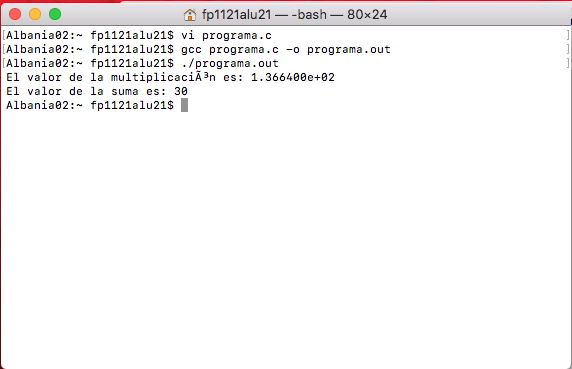 fp1121alu21 — -bash — 80×24
[Albania02:~ fp1121alu21$ vi programa.c ]
[Albania02:~ fp1121alu21$ gcc programa.c -o programa.out ]
[Albania02:~ fp1121alu21$ ./programa.out ]
El valor de la multiplicaciÃ³n es: 1.366400e+02
El valor de la suma es: 30
Albania02:~ fp1121alu21$